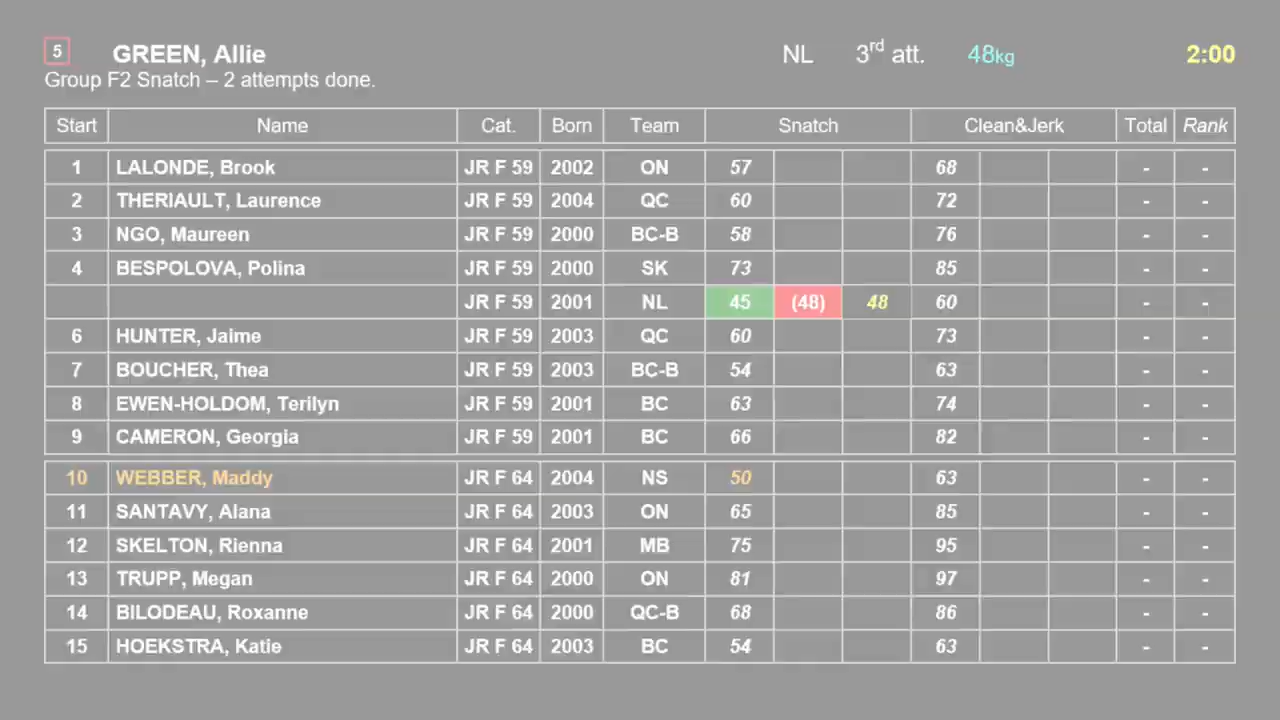 5 GREEN, Allie NL 3rd att. 48kg 2:00
Group F2 Snatch – 2 attempts done.
Start Name Cat. Born Team Snatch Clean&Jerk Total Rank
1 LALONDE, Brook JR F 59 2002 ON 57 68 - -
2 THERIAULT, Laurence JR F 59 2004 QC 60 72 - -
3 NGO, Maureen JR F 59 2000 BC-B 58 76 - -
4 BESPOLOVA, Polina JR F 59 2000 SK 73 85 - -
JR F 59 2001 NL 45 (48) 48 60 - -
6 HUNTER, Jaime JR F 59 2003 QC 60 73 - -
7 BOUCHER, Thea JR F 59 2003 BC-B 54 63 - -
8 EWEN-HOLDOM, Terilyn JR F 59 2001 BC 63 74 - -
9 CAMERON, Georgia JR F 59 2001 BC 66 82 - -
10 WEBBER, Maddy JR F 64 2004 NS 50 63 - -
11 SANTAVY, Alana JR F 64 2003 ON 65 85 - -
12 SKELTON, Rienna JR F 64 2001 MB 75 95 - -
13 TRUPP, Megan JR F 64 2000 ON 81 97 - -
14 BILODEAU, Roxanne JR F 64 2000 QC-B 68 86 - -
15 HOEKSTRA, Katie JR F 64 2003 BC 54 63 - -